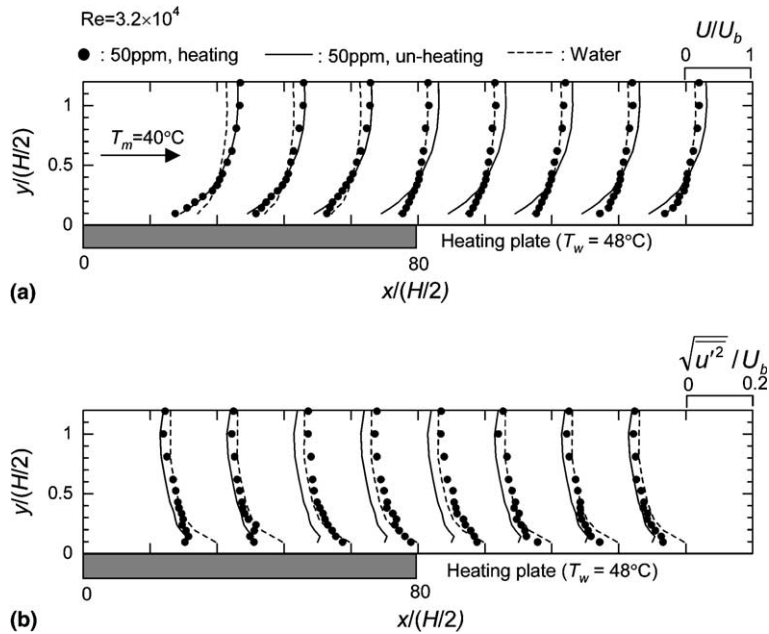 Re=3.2×10⁴
● : 50ppm, heating —— : 50ppm, un-heating ----- : Water
U/U_b
0 1
T_m=40°C
y/(H/2)
1
0.5
0
Heating plate (T_w = 48°C)
0 80
x/(H/2)
(a)
√u'² /U_b
0 0.2
y/(H/2)
1
0.5
0
Heating plate (T_w = 48°C)
0 80
x/(H/2)
(b)